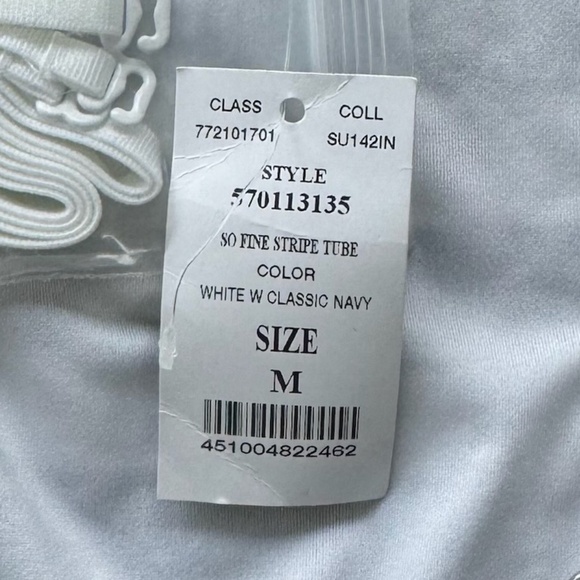 CLASS COLL
772101701 SU142IN
STYLE
570113135
SO FINE STRIPE TUBE
COLOR
WHITE W CLASSIC NAVY
SIZE
M
451004822462